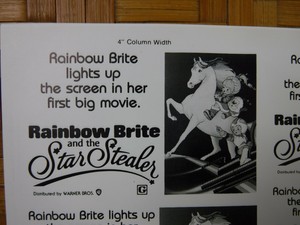 4" Column Width
Rainbow Brite
lights up
the screen in her
first big movie.
Rainbow Brite
and the
Star Stealer
Distributed by WARNER BROS.
G
Rainbow Brite lights up